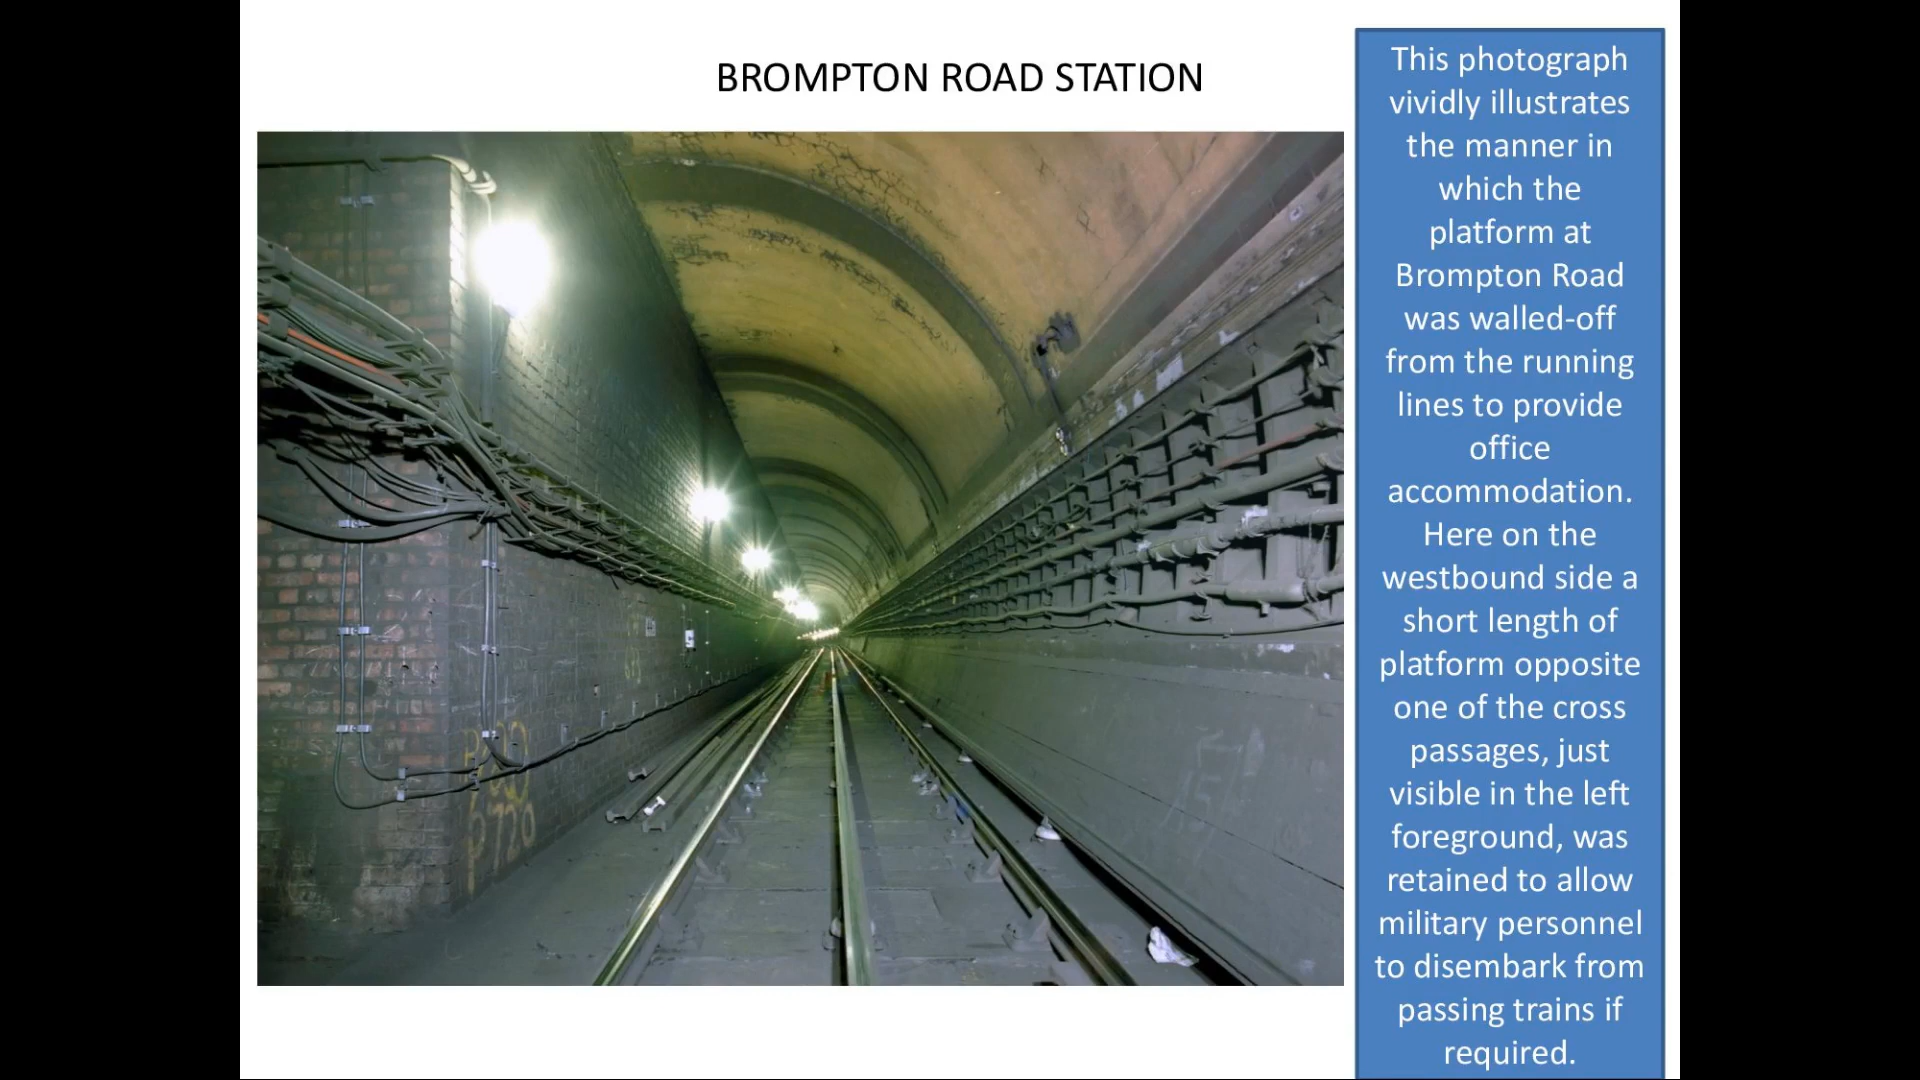 BROMPTON ROAD STATION
This photograph
vividly illustrates
the manner in
which the
platform at
Brompton Road
was walled-off
from the running
lines to provide
office
accommodation.
Here on the
westbound side a
short length of
platform opposite
one of the cross
passages, just
visible in the left
foreground, was
retained to allow
military personnel
to disembark from
passing trains if
required.